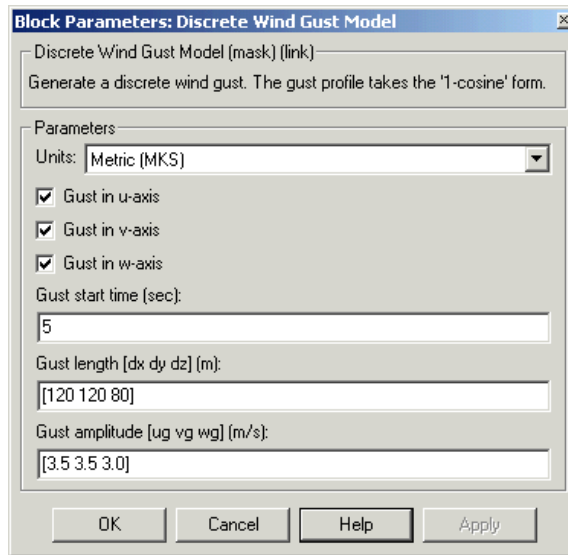 Block Parameters: Discrete Wind Gust Model
Discrete Wind Gust Model (mask) (link)
Generate a discrete wind gust. The gust profile takes the '1-cosine' form.
Parameters
Units: Metric (MKS)
Gust in u-axis
Gust in v-axis
Gust in w-axis
Gust start time (sec):
5
Gust length [dx dy dz] (m):
[120 120 80]
Gust amplitude [ug vg wg] (m/s):
[3.5 3.5 3.0]
OK Cancel Help Apply